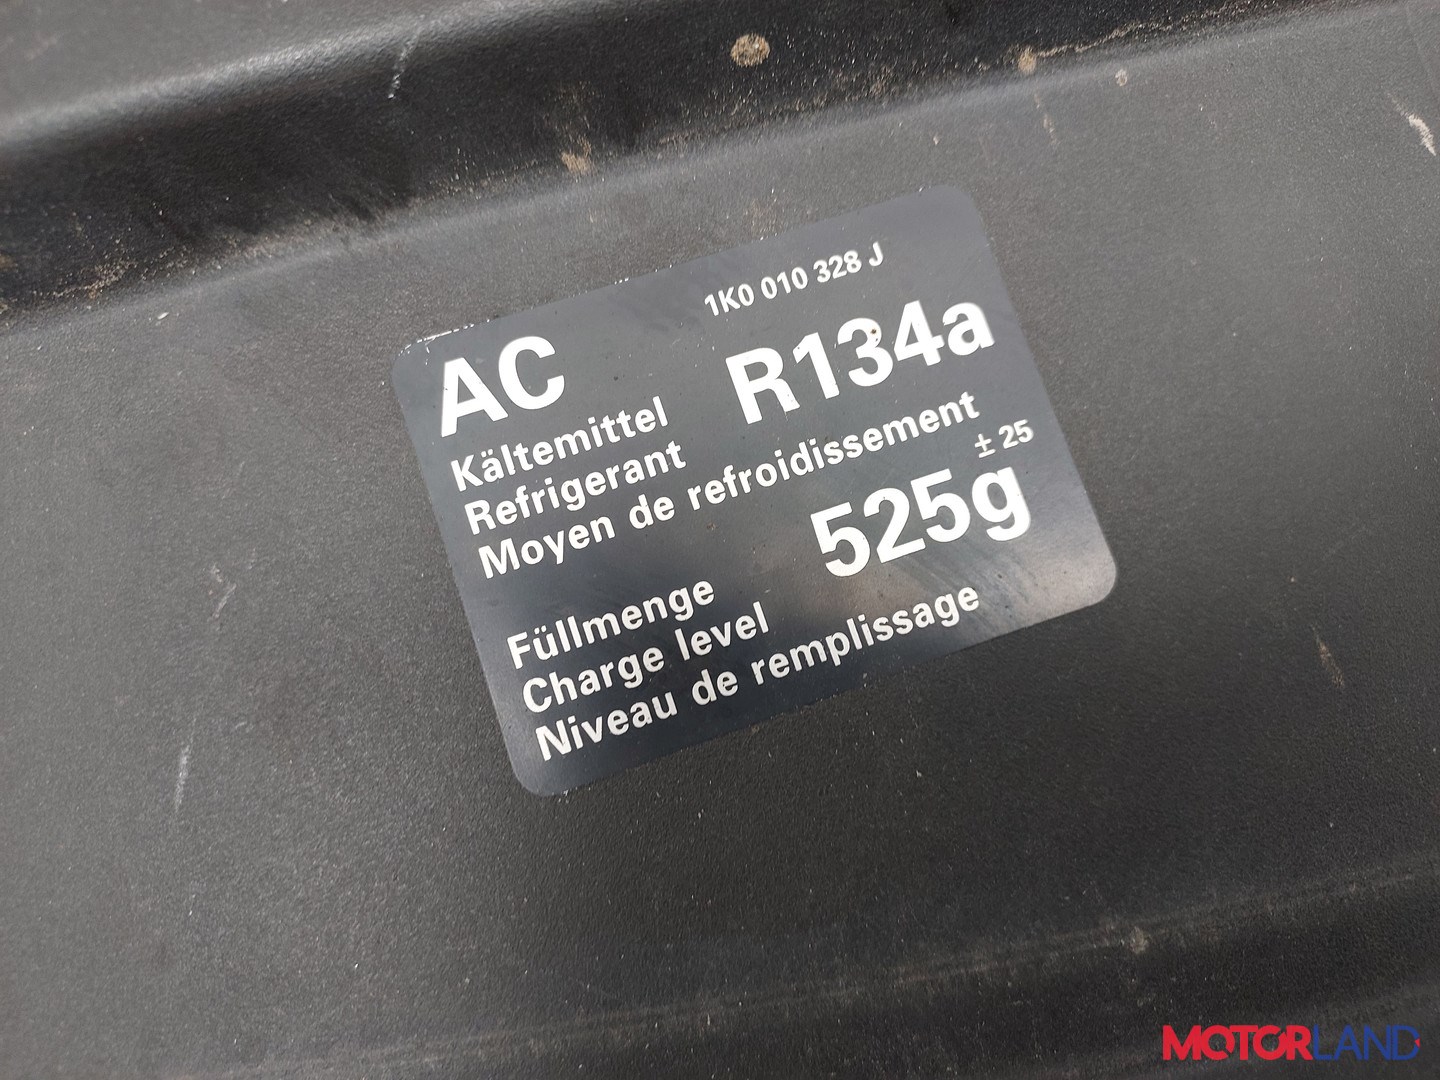 1K0 010 328 J
AC R134a
Kältemittel
Refrigerant
Moyen de refroidissement
± 25
525g
Füllmenge
Charge level
Niveau de remplissage
MOTORLAND